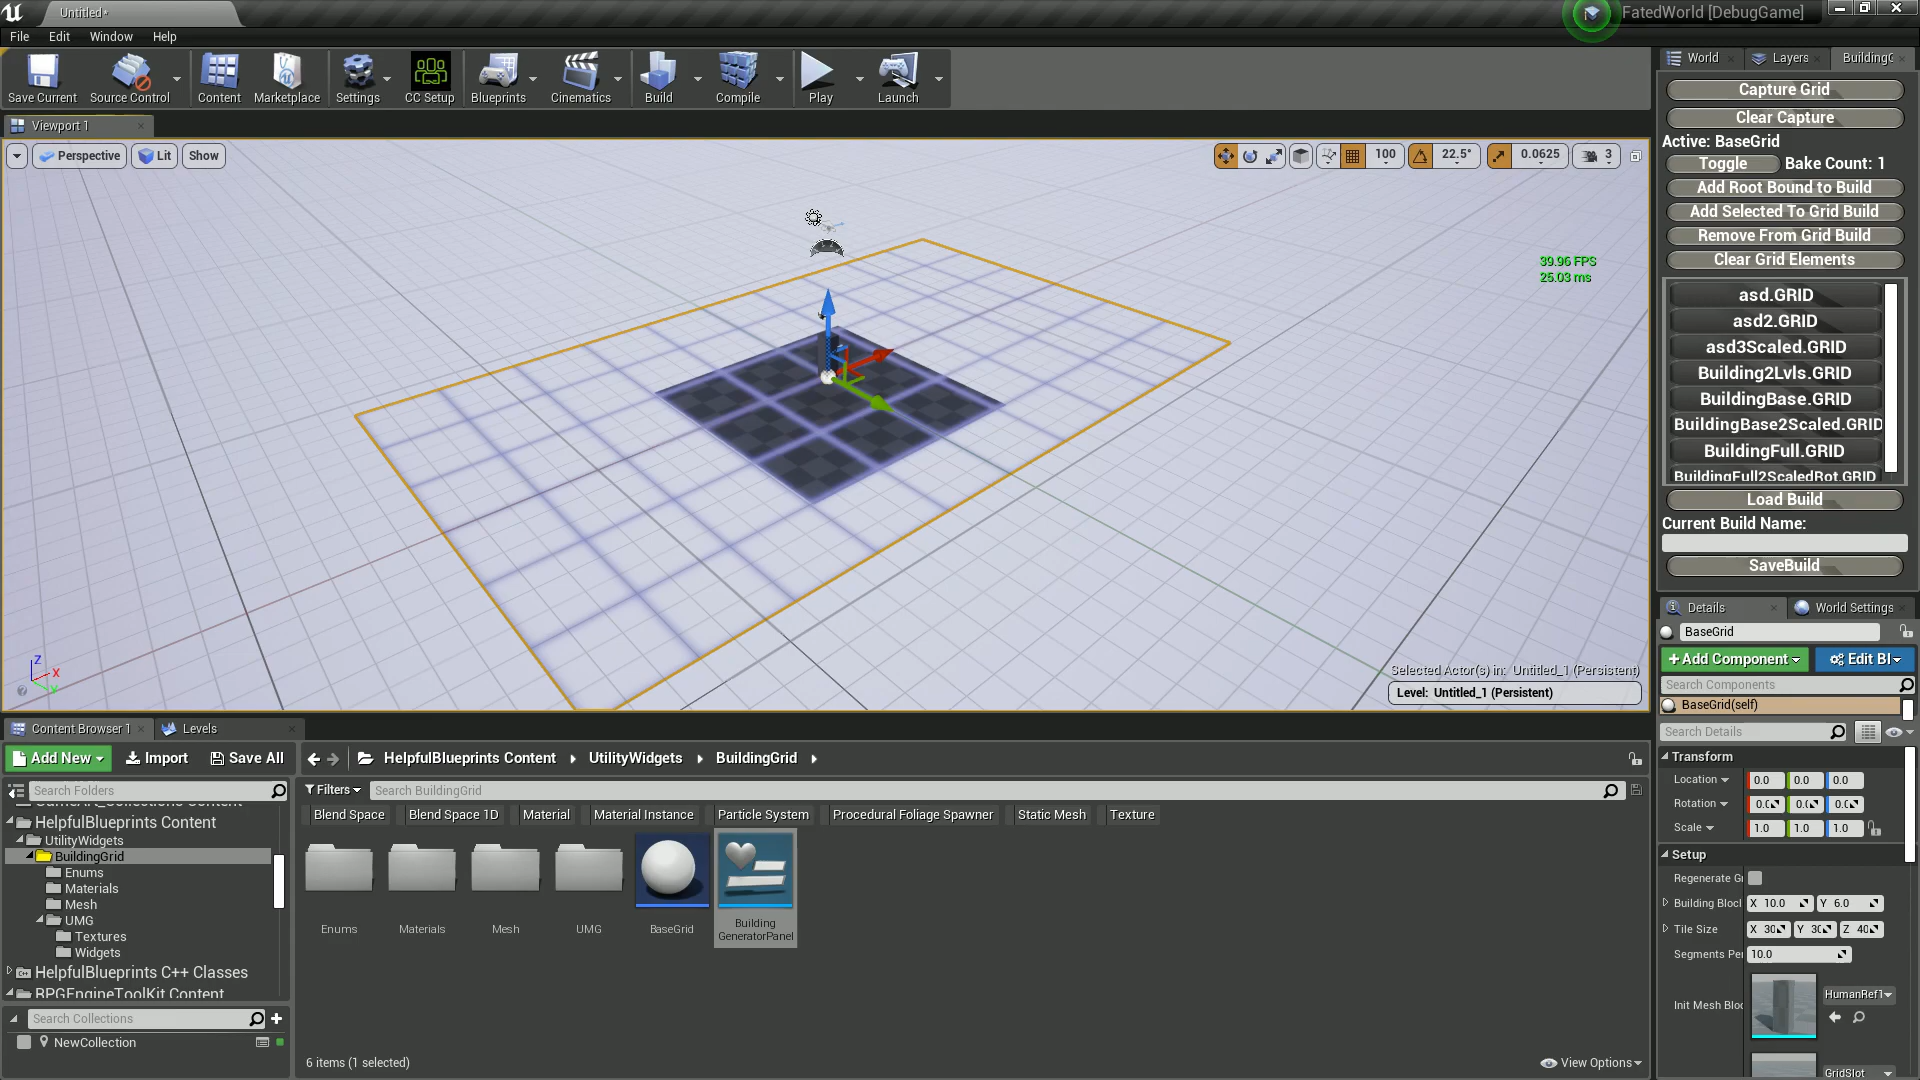 Untitled*
FatedWorld [DebugGame]
File Edit Window Help
Save Current Source Control Content Marketplace Settings CC Setup Blueprints Cinematics Build Compile Play Launch
World Layers BuildingG
Viewport 1
Perspective Lit Show
100 22.5° 0.0625 3
39.96 FPS
25.03 ms
Z
X
Y
Selected Actor(s) in: Untitled_1 (Persistent)
Level: Untitled_1 (Persistent)
Capture Grid
Clear Capture
Active: BaseGrid
Toggle Bake Count: 1
Add Root Bound to Build
Add Selected To Grid Build
Remove From Grid Build
Clear Grid Elements
asd.GRID
asd2.GRID
asd3Scaled.GRID
Building2Lvls.GRID
BuildingBase.GRID
BuildingBase2Scaled.GRID
BuildingFull.GRID
BuildingFull2ScaledRot.GRID
Load Build
Current Build Name:
SaveBuild
Details World Settings
BaseGrid
+Add Component Edit Bl
Search Components
BaseGrid(self)
Search Details
Transform
Location 0.0 0.0 0.0
Rotation
Scale 1.0 1.0 1.0
Setup
Regenerate G
Building Bloc X 10.0 Y 6.0
Tile Size X 30 Y 30 Z 40
Segments Per 10.0
Init Mesh Bloc HumanRef1
GridSlot
Content Browser 1 Levels
Add New Import Save All
HelpfulBlueprints Content UtilityWidgets BuildingGrid
Search Folders
Filters Search BuildingGrid
Blend Space Blend Space 1D Material Material Instance Particle System Procedural Foliage Spawner Static Mesh Texture
HelpfulBlueprints Content
UtilityWidgets
BuildingGrid
Enums
Materials
Mesh
UMG
Textures
Widgets
HelpfulBlueprints C++ Classes
RPGEngineToolKit Content
Search Collections
NewCollection
Enums Materials Mesh UMG BaseGrid Building
GeneratorPanel
6 items (1 selected)
View Options